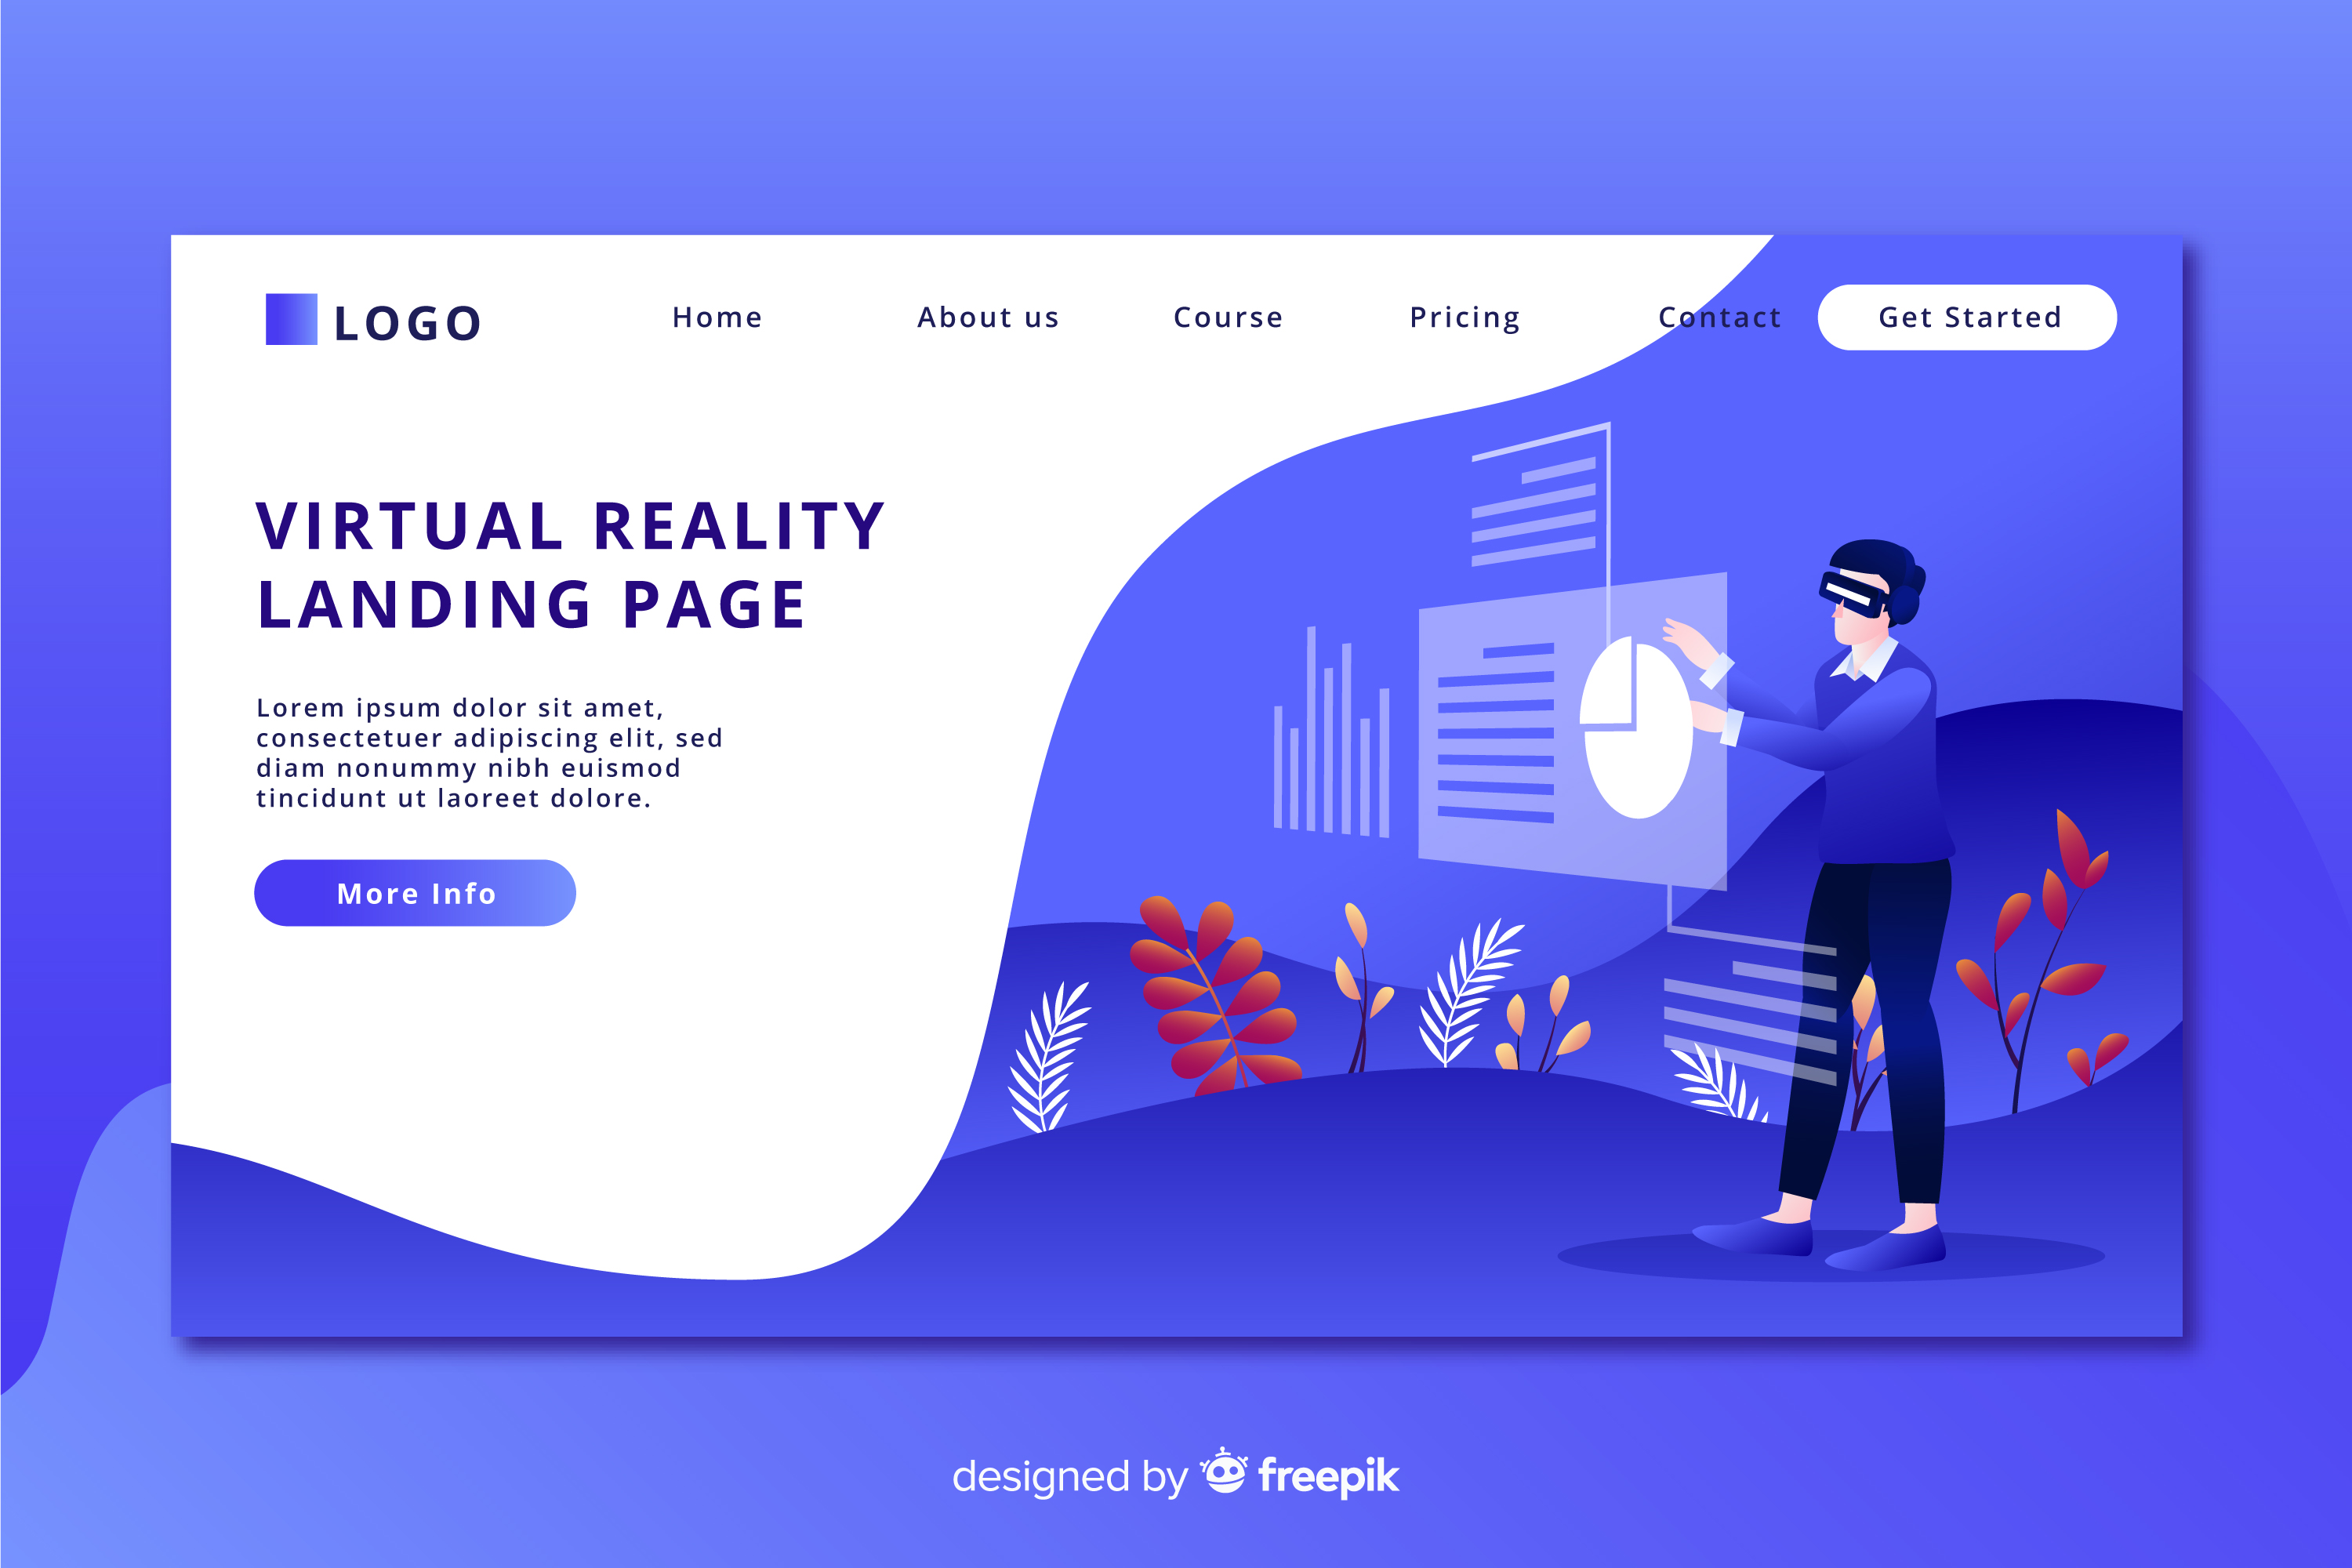 LOGO
Home
About us
Course
Pricing
Contact
Get Started
VIRTUAL REALITY
LANDING PAGE
Lorem ipsum dolor sit amet,
consectetuer adipiscing elit, sed
diam nonummy nibh euismod
tincidunt ut laoreet dolore.
More Info
designed by freepik